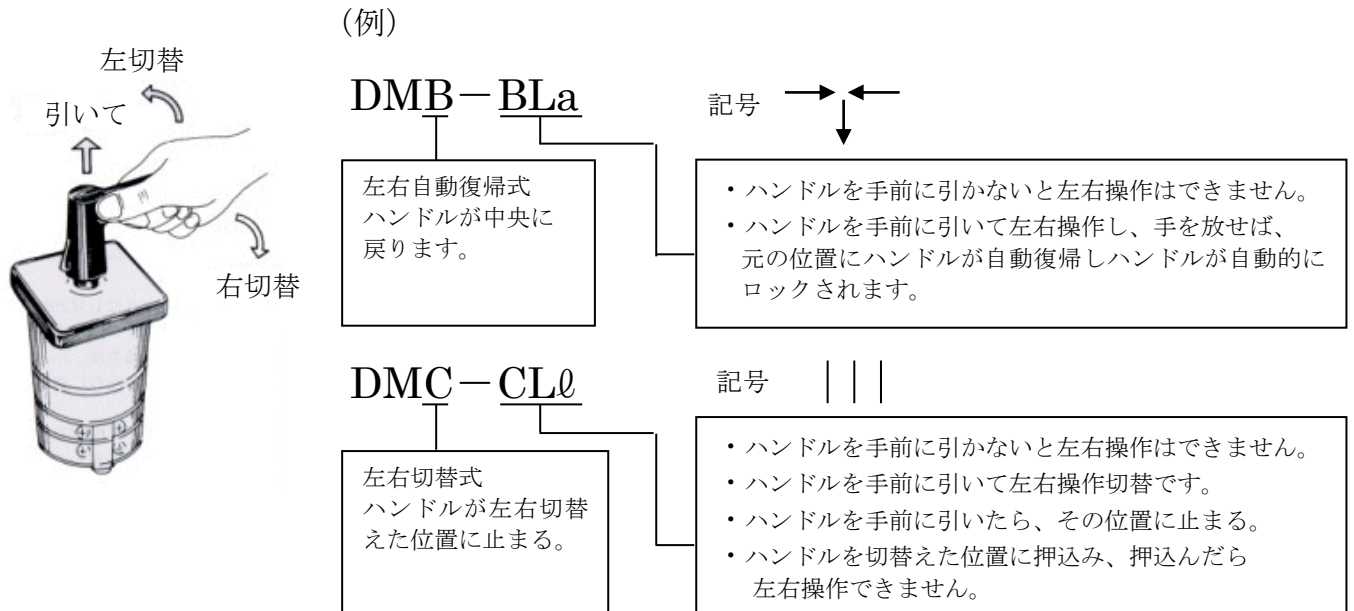 (例)
左切替
引いて
右切替
DMB－BLa
記号
左右自動復帰式
ハンドルが中央に
戻ります。
・ハンドルを手前に引かないと左右操作はできません。
・ハンドルを手前に引いて左右操作し、手を放せば、
元の位置にハンドルが自動復帰しハンドルが自動的に
ロックされます。
DMC－CLℓ
記号
左右切替式
ハンドルが左右切替
えた位置に止まる。
・ハンドルを手前に引かないと左右操作はできません。
・ハンドルを手前に引いて左右操作切替です。
・ハンドルを手前に引いたら、その位置に止まる。
・ハンドルを切替えた位置に押込み、押込んだら
左右操作できません。